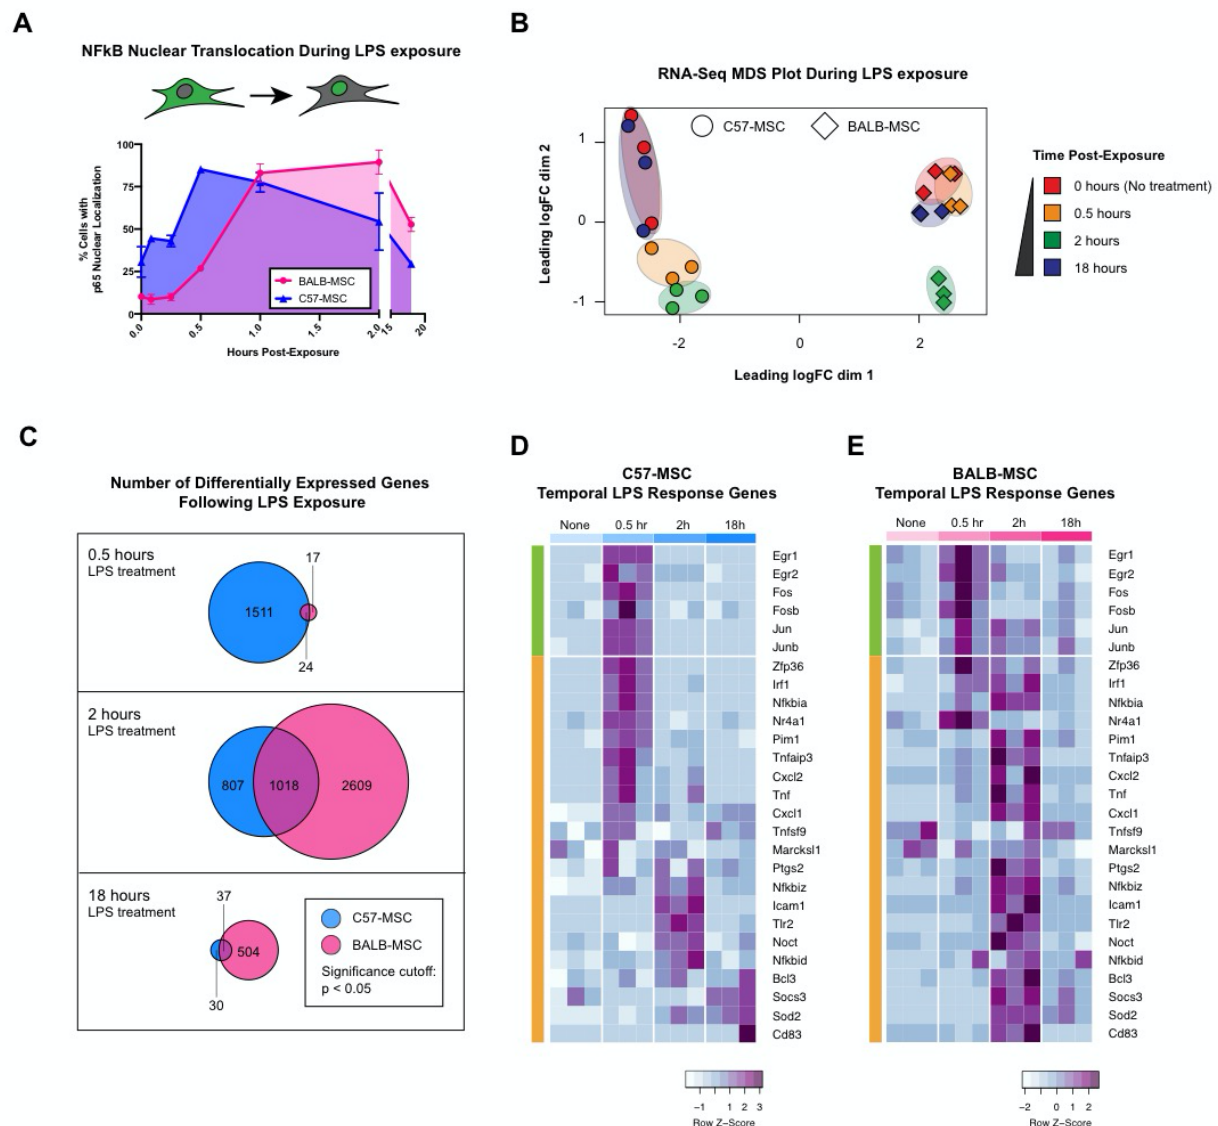 A
NFkB Nuclear Translocation During LPS exposure
% Cells with
p65 Nuclear Localization
100
75
50
25
0
BALB-MSC
C57-MSC
0.0
0.5
1.0
1.5
2.0
15
20
Hours Post-Exposure
B
RNA-Seq MDS Plot During LPS exposure
C57-MSC
BALB-MSC
Leading logFC dim 2
1
0
-1
-2
0
2
Leading logFC dim 1
Time Post-Exposure
0 hours (No treatment)
0.5 hours
2 hours
18 hours
C
Number of Differentially Expressed Genes
Following LPS Exposure
0.5 hours
LPS treatment
17
1511
24
2 hours
LPS treatment
807
1018
2609
18 hours
LPS treatment
37
504
30
C57-MSC
BALB-MSC
Significance cutoff:
p < 0.05
D
C57-MSC
Temporal LPS Response Genes
None
0.5 hr
2h
18h
Egr1
Egr2
Fos
Fosb
Jun
Junb
Zfp36
Irf1
Nfkbia
Nr4a1
Pim1
Tnfaip3
Cxcl2
Tnf
Cxcl1
Tnfsf9
Marcksl1
Ptgs2
Nfkbiz
Icam1
Tlr2
Noct
Nfkbid
Bcl3
Socs3
Sod2
Cd83
−1
1
2
3
Row Z-Score
E
BALB-MSC
Temporal LPS Response Genes
None
0.5 hr
2h
18h
Egr1
Egr2
Fos
Fosb
Jun
Junb
Zfp36
Irf1
Nfkbia
Nr4a1
Pim1
Tnfaip3
Cxcl2
Tnf
Cxcl1
Tnfsf9
Marcksl1
Ptgs2
Nfkbiz
Icam1
Tlr2
Noct
Nfkbid
Bcl3
Socs3
Sod2
Cd83
−2
0
1
2
Row Z-Score